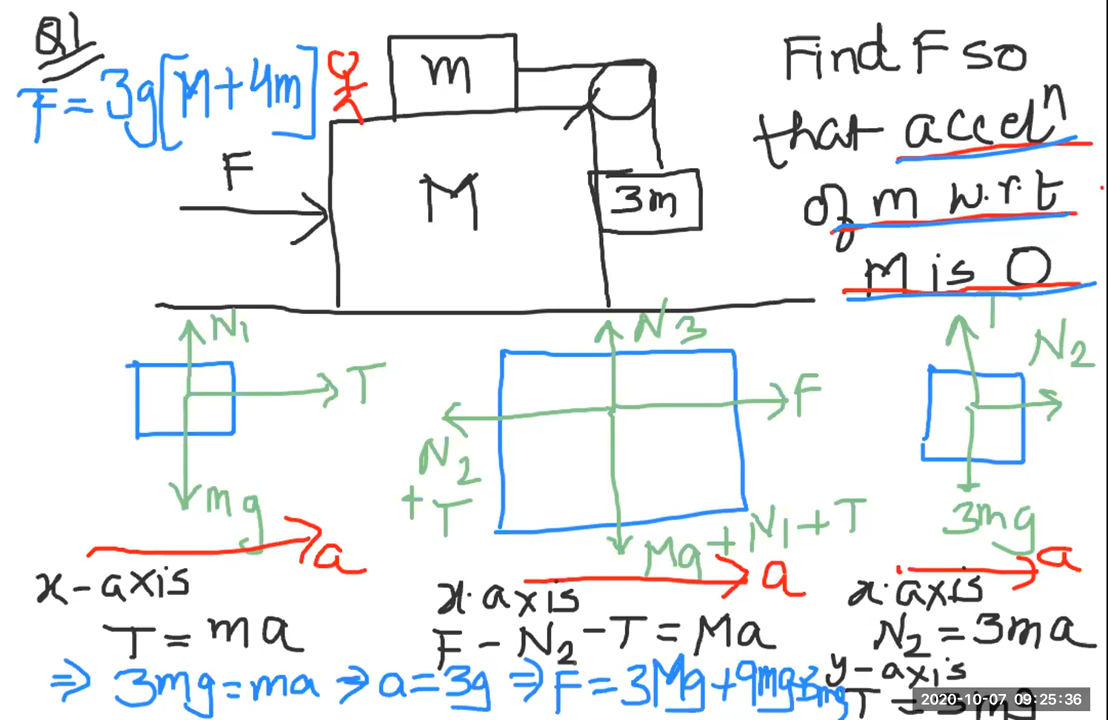 Q1
F = 3g[M+4m]
m
Find F so
that acceln
of m w.r.t
M is 0
F
M
3m
N1
T
mg
a
N3
F
N2
+ T
Mg + N1 + T
a
T
N2
3mg
a
x-axis
T = ma
x.axis
F - N2 - T = Ma
x.axis
N2 = 3ma
y-axis
T = 3mg
⇒ 3mg = ma ⇒ a = 3g ⇒ F = 3Mg + 9mg + 3mg
2020-10-07 09:25:36